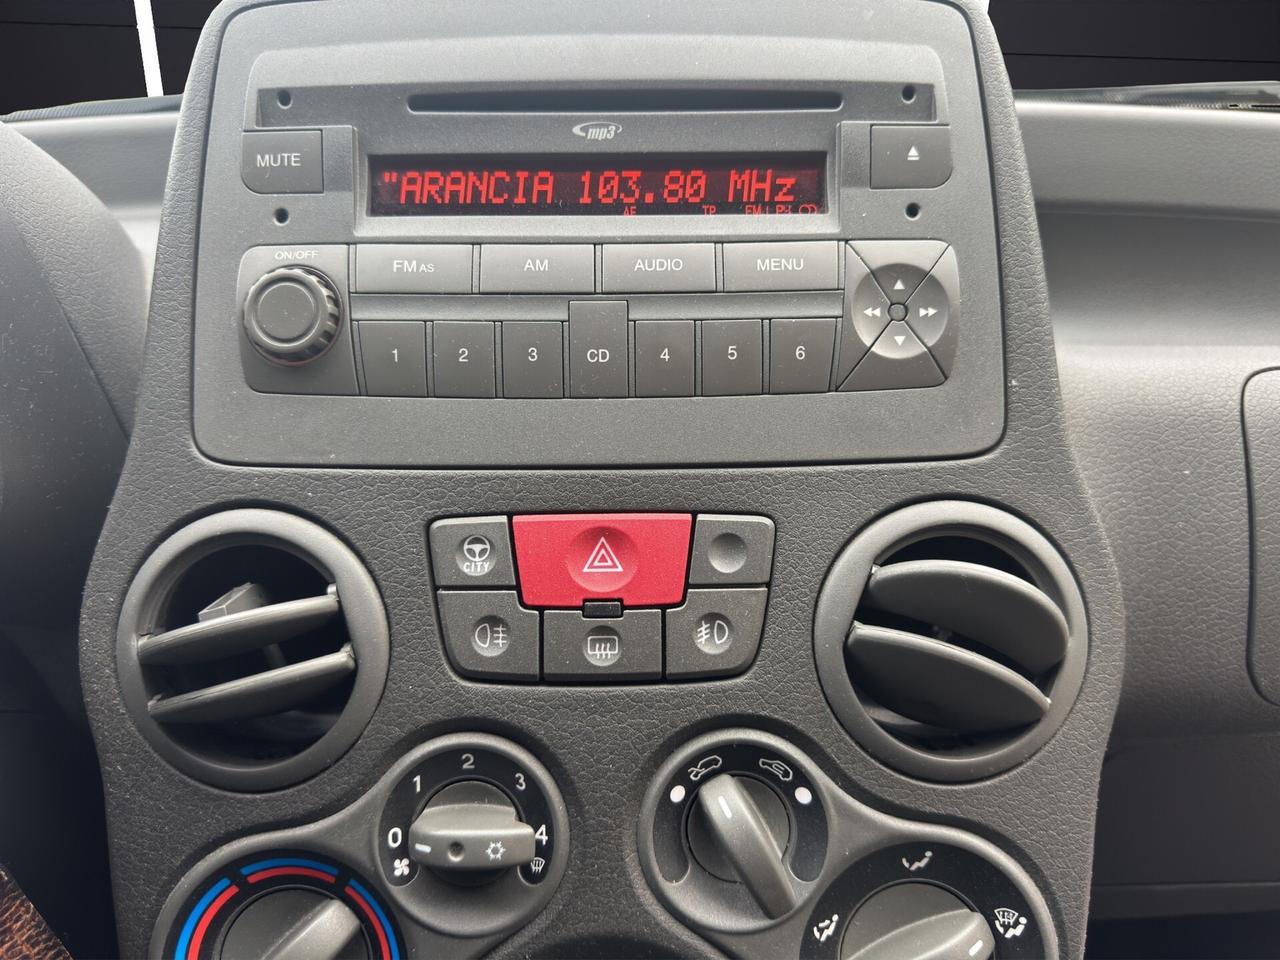 mp3
MUTE
"ARANCIA 103.80 MHz
AF TP
ON/OFF
FM AS AM AUDIO MENU
1 2 3 CD 4 5 6
CITY
0 1 2 3 4